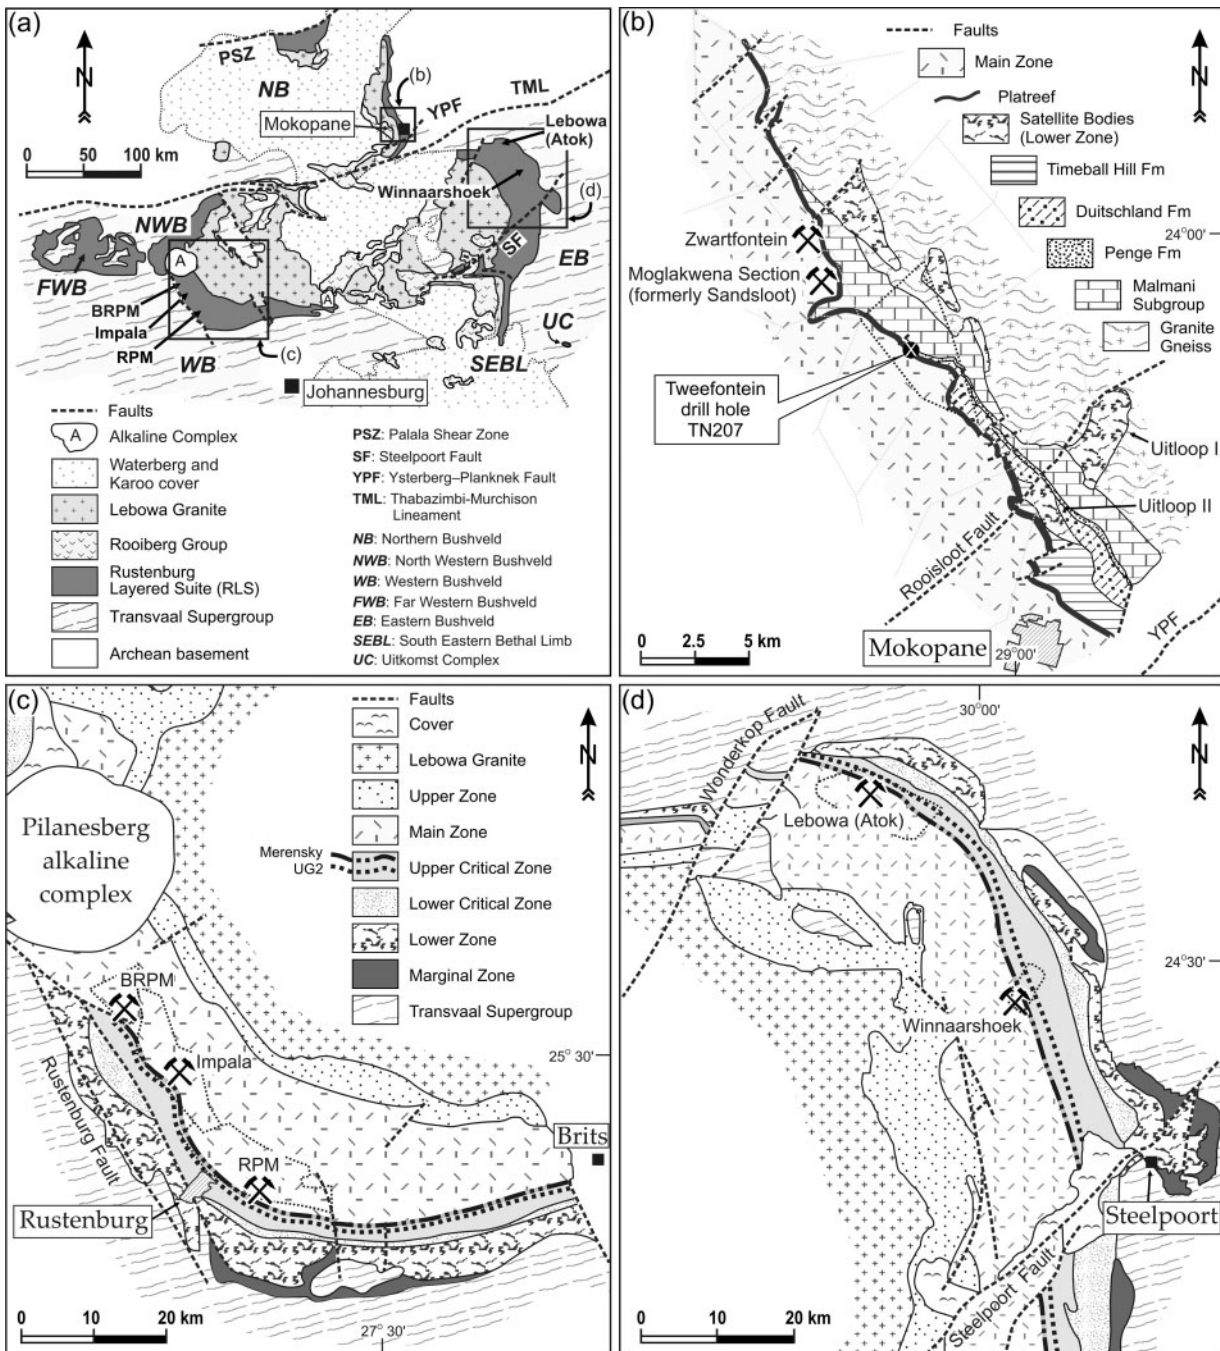 (a)
PSZ
NB
(b)
TML
YPF
Mokopane
Lebowa
(Atok)
N
0 50 100 km
Winnaarshoek
(d)
NWB
SF
A
EB
FWB
A
BRPM
Impala
RPM
UC
WB
(c)
SEBL
Johannesburg
Faults
A
Alkaline Complex
Waterberg and
Karoo cover
Lebowa Granite
Rooiberg Group
Rustenburg
Layered Suite (RLS)
Transvaal Supergroup
Archean basement
PSZ: Palala Shear Zone
SF: Steelpoort Fault
YPF: Ysterberg–Planknek Fault
TML: Thabazimbi-Murchison
Lineament
NB: Northern Bushveld
NWB: North Western Bushveld
WB: Western Bushveld
FWB: Far Western Bushveld
EB: Eastern Bushveld
SEBL: South Eastern Bethal Limb
UC: Uitkomst Complex
(b)
Faults
Main Zone
N
Platreef
Satellite Bodies
(Lower Zone)
Timeball Hill Fm
Duitschland Fm
24°00'
Penge Fm
Malmani
Subgroup
Granite
Gneiss
Zwartfontein
Moglakwena Section
(formerly Sandsloot)
Tweefontein
drill hole
TN207
Uitloop I
Uitloop II
Rooisloot Fault
YPF
0 2.5 5 km
Mokopane
29°00'
(c)
Faults
Cover
N
Lebowa Granite
Upper Zone
Main Zone
Merensky
UG2
Upper Critical Zone
Lower Critical Zone
Lower Zone
Marginal Zone
Transvaal Supergroup
Pilanesberg
alkaline
complex
BRPM
Impala
25° 30'
Rustenburg Fault
Brits
RPM
Rustenburg
0 10 20 km
27° 30'
(d)
30°00'
N
Wonderkop Fault
Lebowa (Atok)
24°30'
Winnaarshoek
Steelpoort
Steelpoort Fault
0 10 20 km